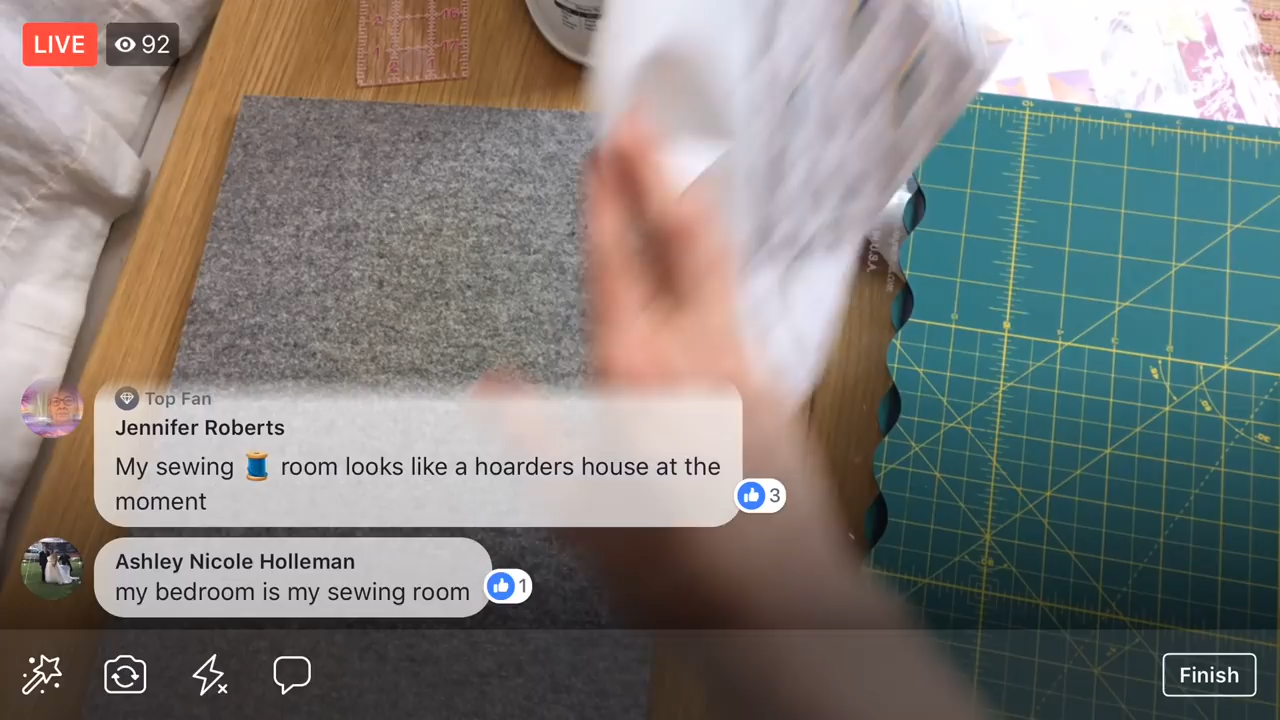 LIVE
92
Top Fan
Jennifer Roberts
My sewing 🧵 room looks like a hoarders house at the
moment
3
Ashley Nicole Holleman
my bedroom is my sewing room
1
Finish
U.S.A.